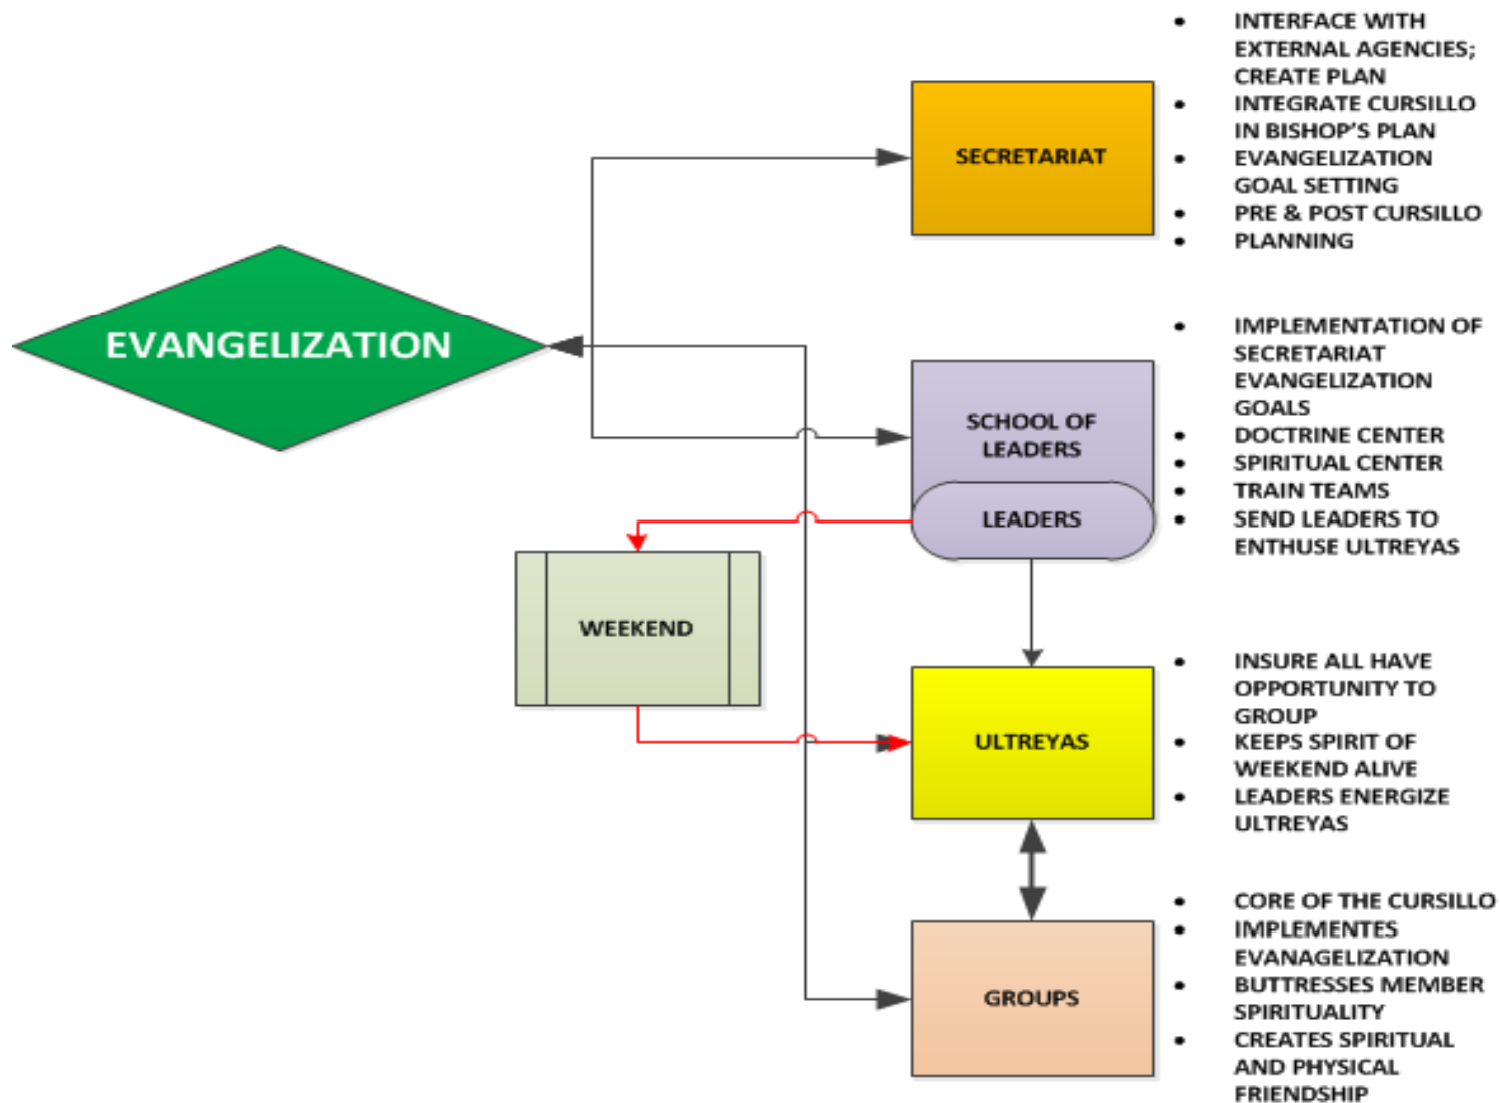 EVANGELIZATION
SECRETARIAT
• INTERFACE WITH
EXTERNAL AGENCIES;
CREATE PLAN
• INTEGRATE CURSILLO
IN BISHOP'S PLAN
• EVANGELIZATION
GOAL SETTING
• PRE & POST CURSILLO
• PLANNING
SCHOOL OF
LEADERS
LEADERS
• IMPLEMENTATION OF
SECRETARIAT
EVANGELIZATION
GOALS
• DOCTRINE CENTER
• SPIRITUAL CENTER
• TRAIN TEAMS
• SEND LEADERS TO
ENTHUSE ULTREYAS
WEEKEND
ULTREYAS
• INSURE ALL HAVE
OPPORTUNITY TO
GROUP
• KEEPS SPIRIT OF
WEEKEND ALIVE
• LEADERS ENERGIZE
ULTREYAS
GROUPS
• CORE OF THE CURSILLO
• IMPLEMENTES
EVANAGELIZATION
• BUTTRESSES MEMBER
SPIRITUALITY
• CREATES SPIRITUAL
AND PHYSICAL
FRIENDSHIP